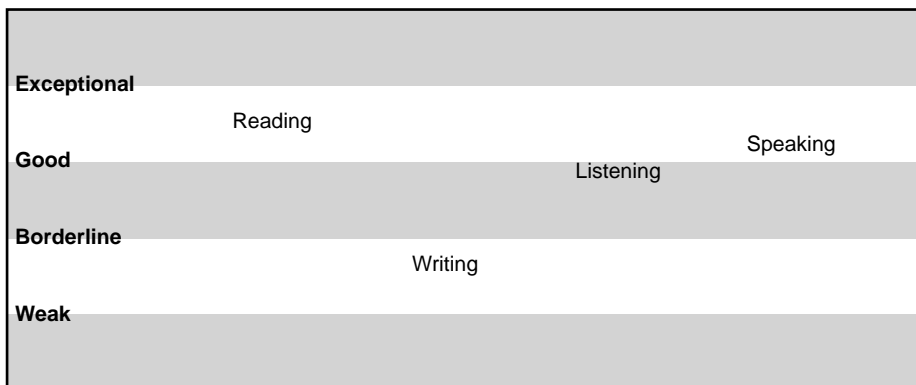 Exceptional
Reading
Speaking
Good
Listening
Borderline
Writing
Weak